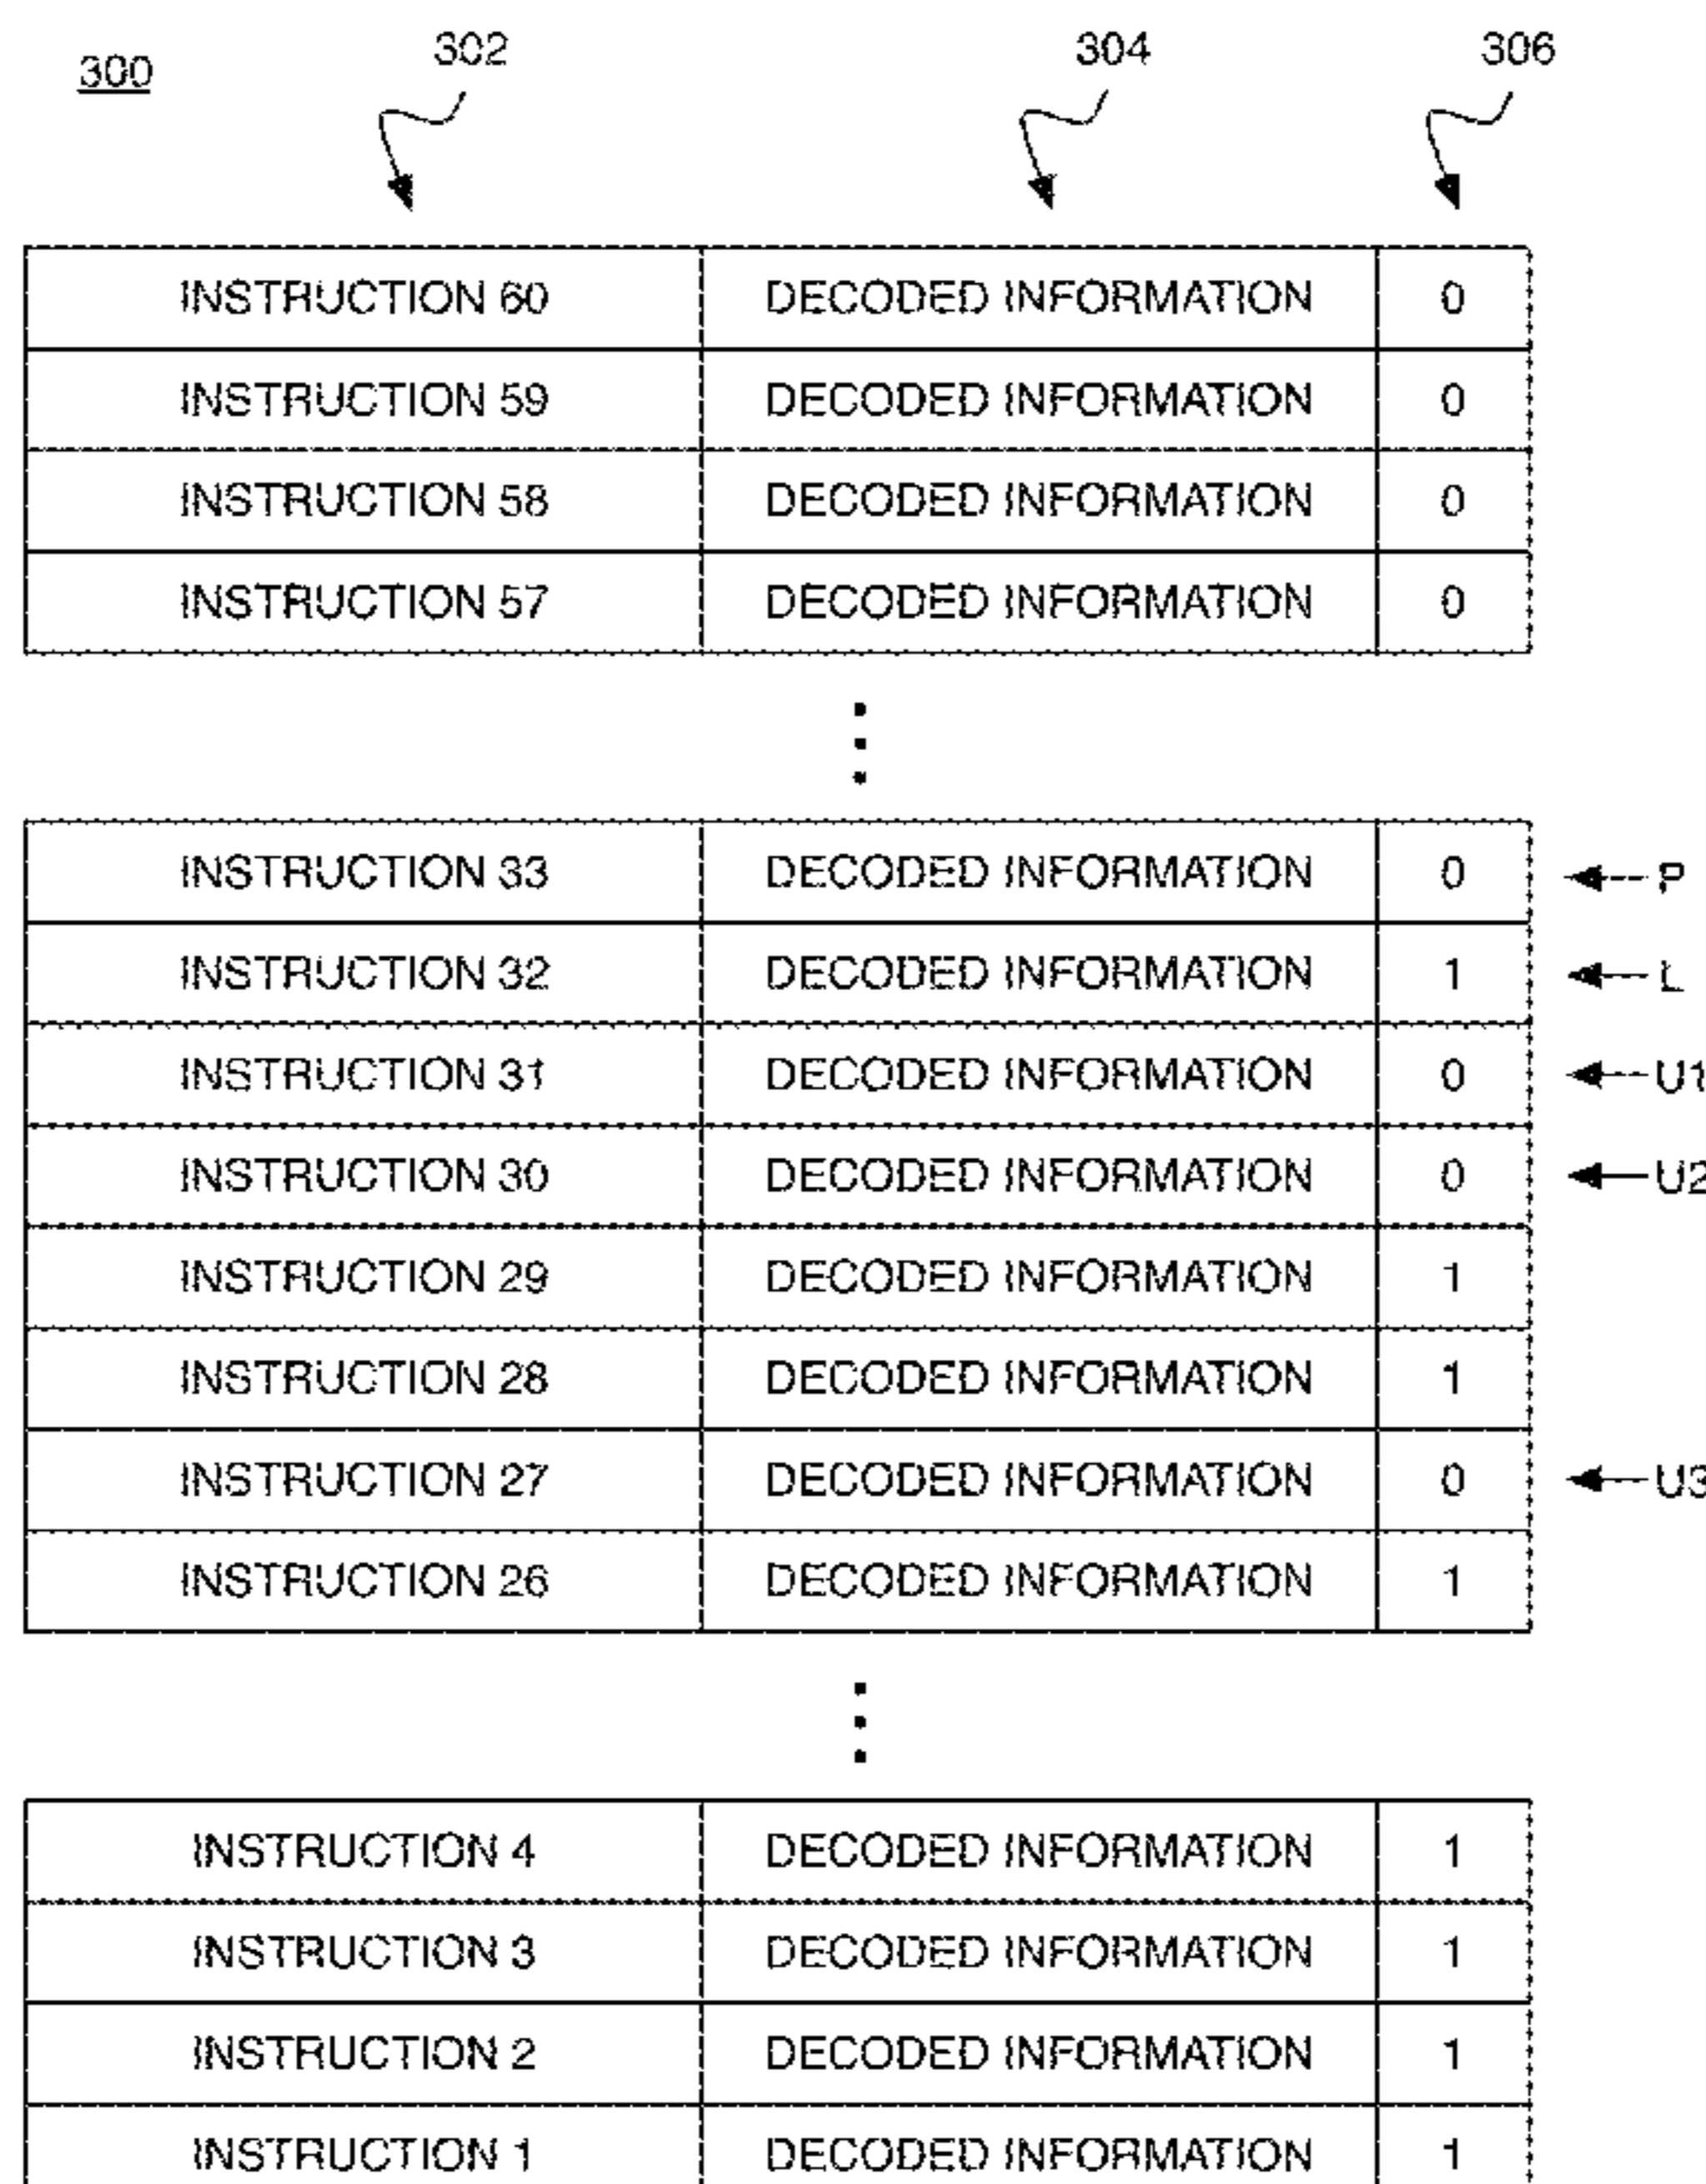 300 302 304 306
INSTRUCTION 60 DECODED INFORMATION 0
INSTRUCTION 59 DECODED INFORMATION 0
INSTRUCTION 58 DECODED INFORMATION 0
INSTRUCTION 57 DECODED INFORMATION 0
INSTRUCTION 33 DECODED INFORMATION 0 P
INSTRUCTION 32 DECODED INFORMATION 1 L
INSTRUCTION 31 DECODED INFORMATION 0 U1
INSTRUCTION 30 DECODED INFORMATION 0 U2
INSTRUCTION 29 DECODED INFORMATION 1
INSTRUCTION 28 DECODED INFORMATION 1
INSTRUCTION 27 DECODED INFORMATION 0 U3
INSTRUCTION 26 DECODED INFORMATION 1
INSTRUCTION 4 DECODED INFORMATION 1
INSTRUCTION 3 DECODED INFORMATION 1
INSTRUCTION 2 DECODED INFORMATION 1
INSTRUCTION 1 DECODED INFORMATION 1